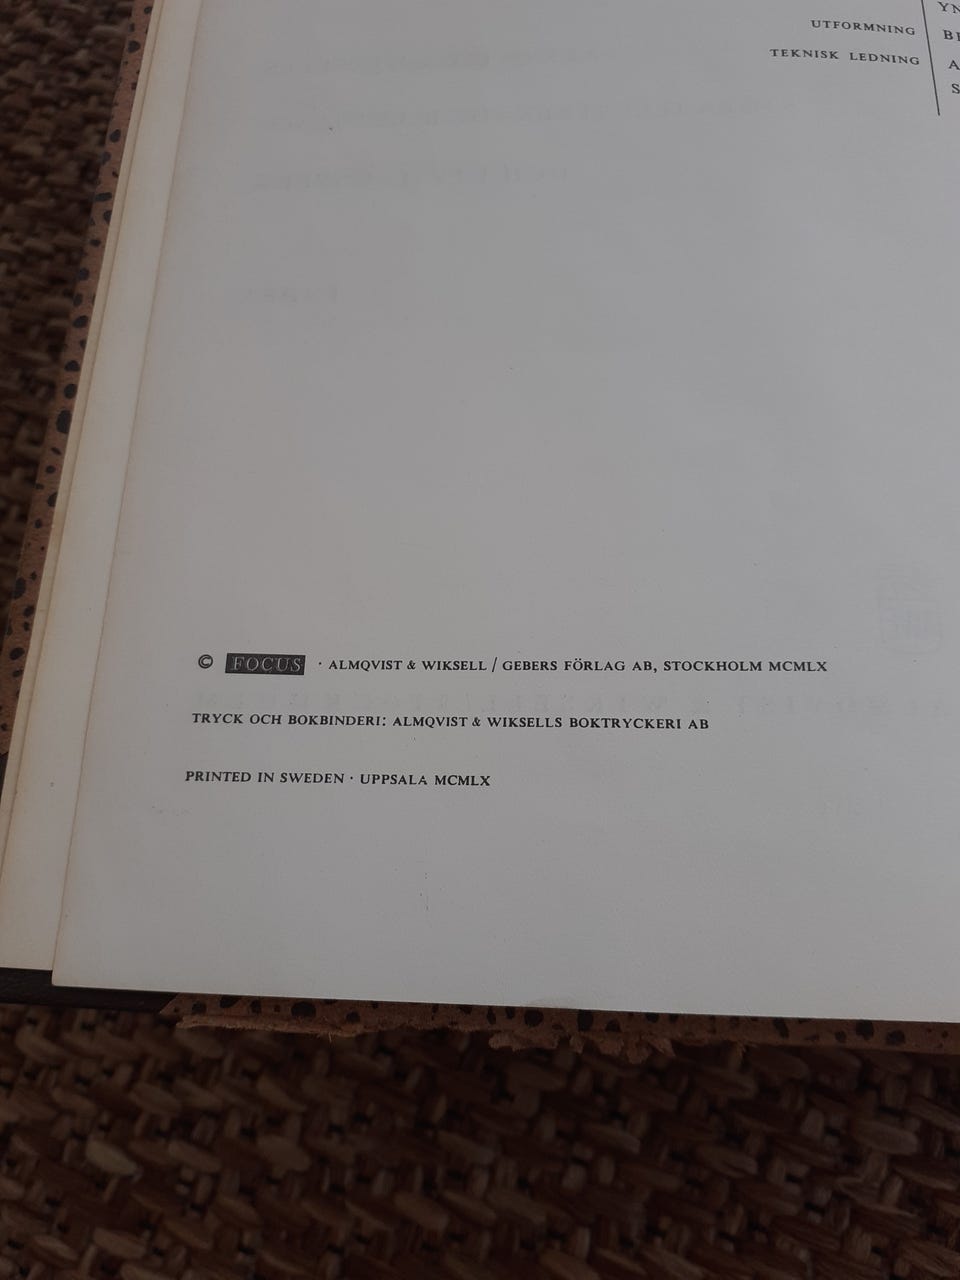 UTFORMNING
TEKNISK LEDNING
© FOCUS · ALMQVIST & WIKSELL / GEBERS FÖRLAG AB, STOCKHOLM MCMLX
TRYCK OCH BOKBINDERI: ALMQVIST & WIKSELLS BOKTRYCKERI AB
PRINTED IN SWEDEN · UPPSALA MCMLX